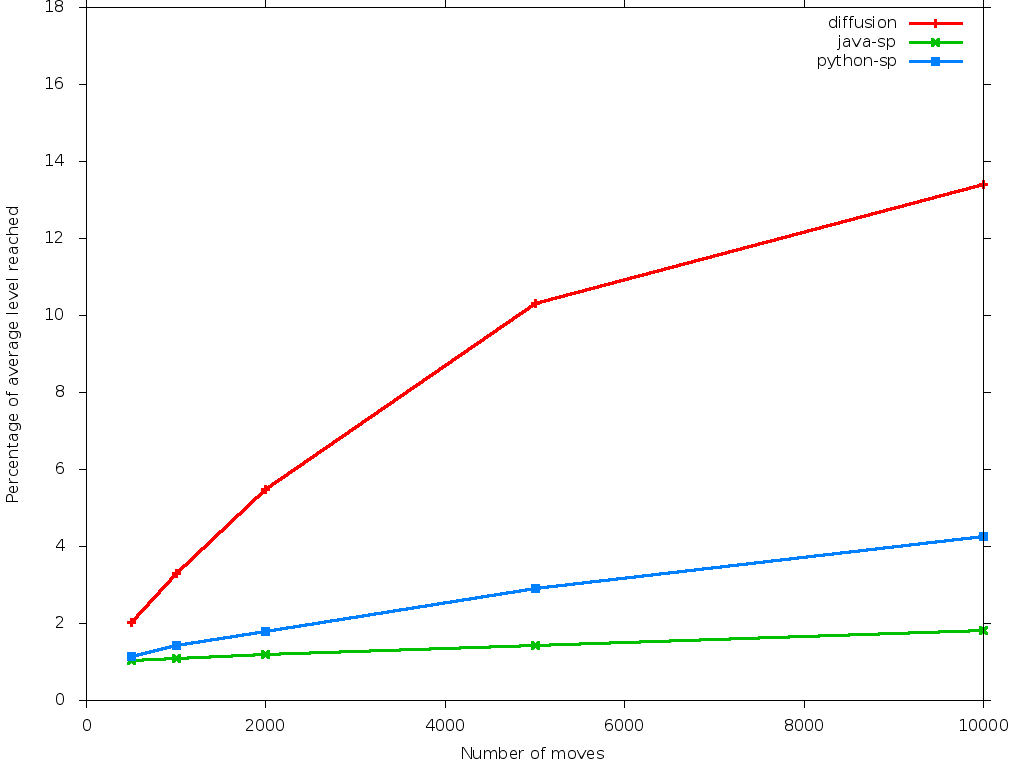 18
16
14
12
10
8
6
4
2
0
Percentage of average level reached
diffusion
java-sp
python-sp
0 2000 4000 6000 8000 10000
Number of moves